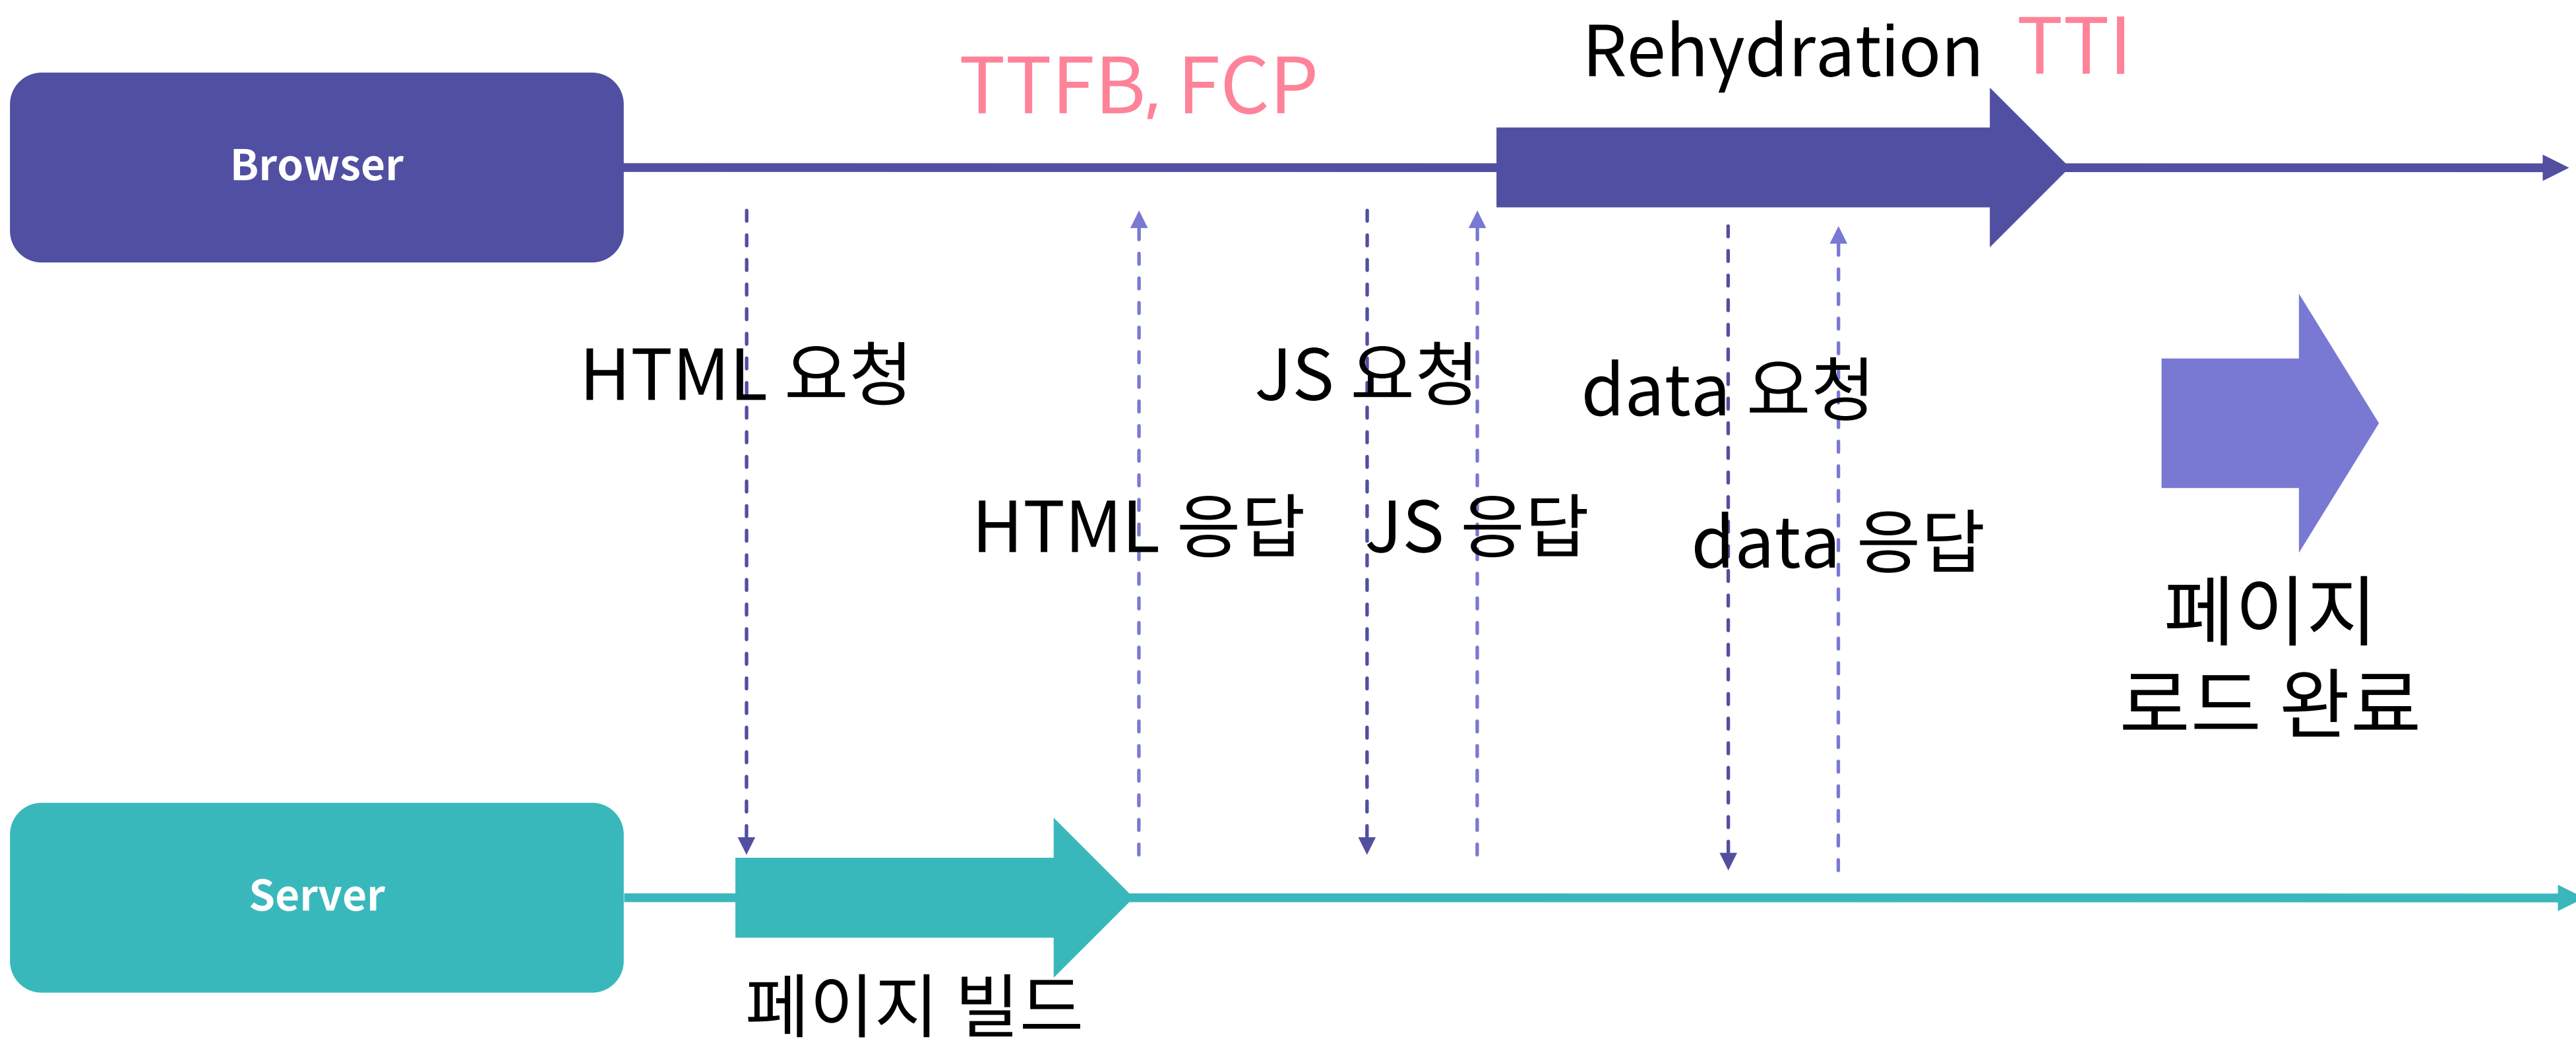 Rehydration TTI
TTFB, FCP
Browser
HTML 요청
JS 요청
data 요청
HTML 응답
JS 응답
data 응답
페이지
로드 완료
Server
페이지 빌드